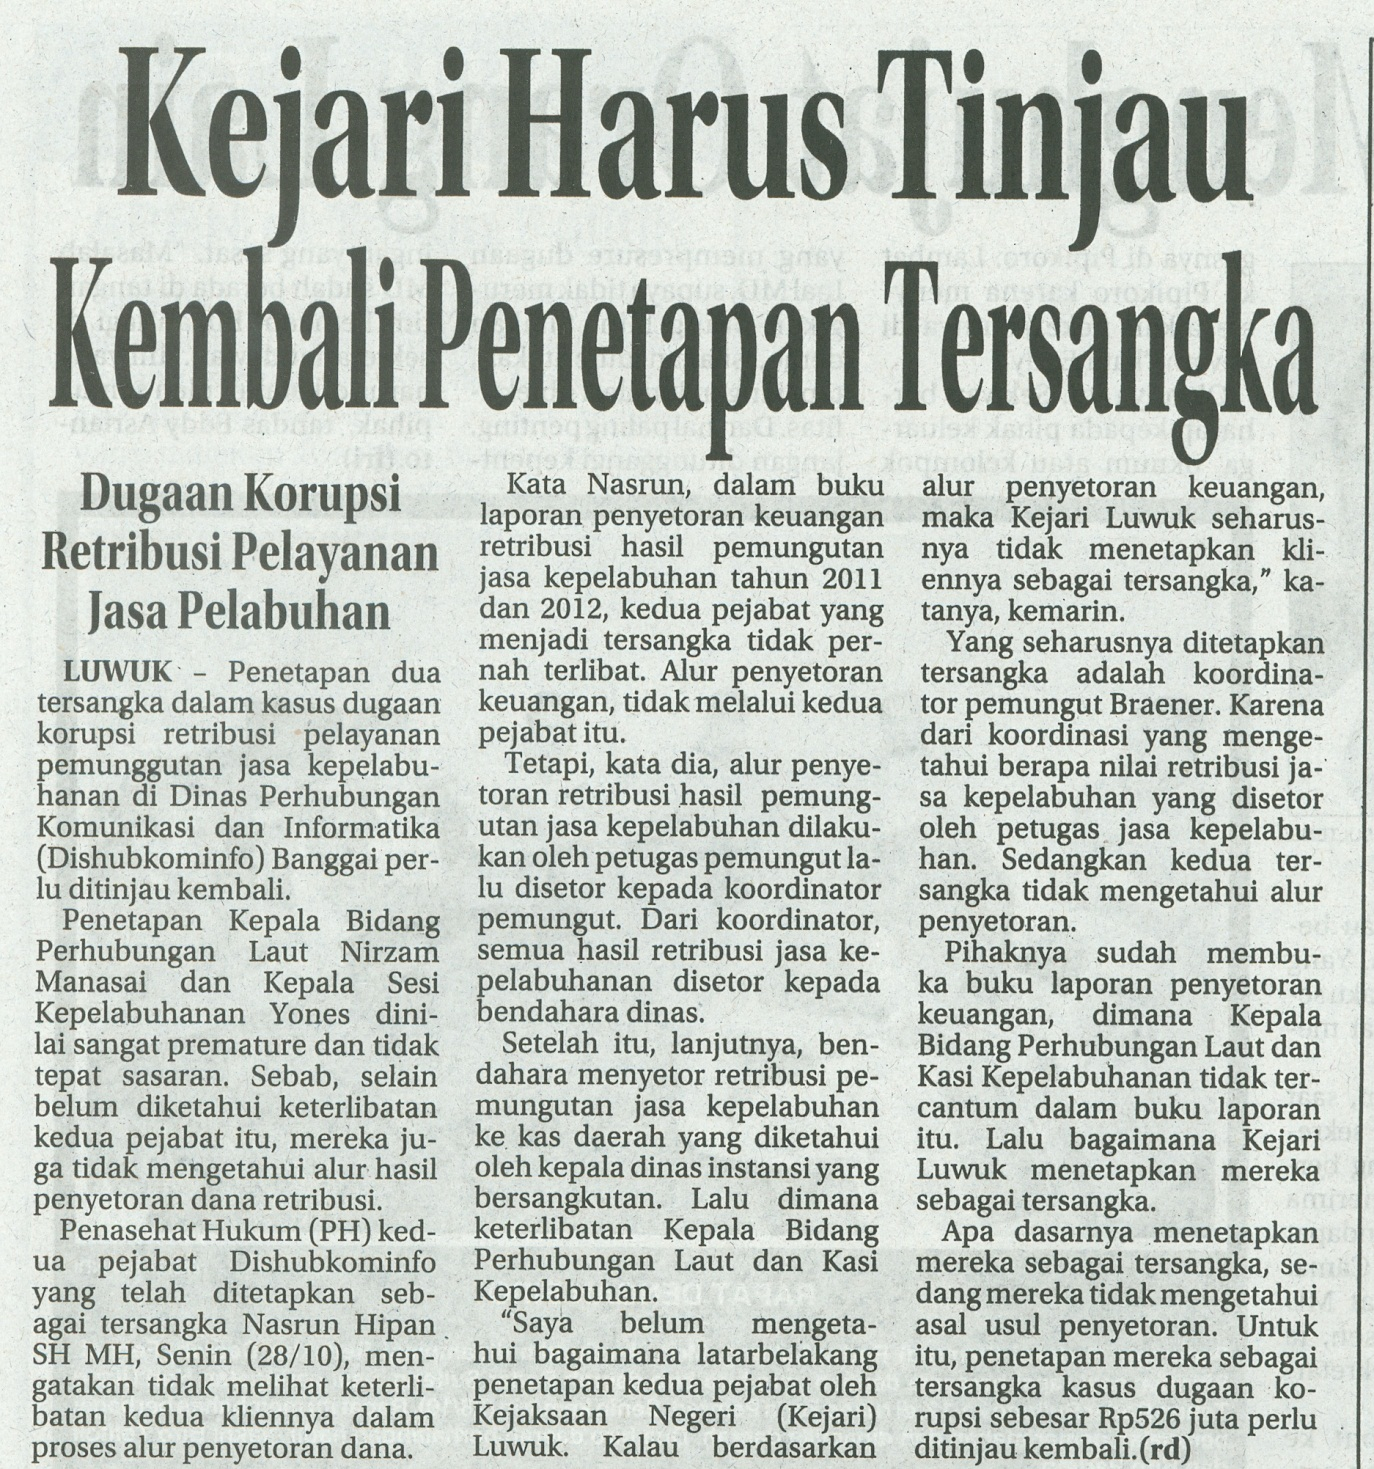 Kejari Harus Tinjau
Kembali Penetapan Tersangka
Dugaan Korupsi
Retribusi Pelayanan
Jasa Pelabuhan
LUWUK – Penetapan dua
tersangka dalam kasus dugaan
korupsi retribusi pelayanan
pemunggutan jasa kepelabu-
hanan di Dinas Perhubungan
Komunikasi dan Informatika
(Dishubkominfo) Banggai per-
lu ditinjau kembali.
Penetapan Kepala Bidang
Perhubungan Laut Nirzam
Manasai dan Kepala Sesi
Kepelabuhanan Yones dini-
lai sangat premature dan tidak
tepat sasaran. Sebab, selain
belum diketahui keterlibatan
kedua pejabat itu, mereka ju-
ga tidak mengetahui alur hasil
penyetoran dana retribusi.
Penasehat Hukum (PH) ked-
ua pejabat Dishubkominfo
yang telah ditetapkan seb-
agai tersangka Nasrun Hipan
SH MH, Senin (28/10), men-
gatakan tidak melihat keterli-
batan kedua kliennya dalam
proses alur penyetoran dana.
Kata Nasrun, dalam buku
laporan penyetoran keuangan
retribusi hasil pemungutan
jasa kepelabuhan tahun 2011
dan 2012, kedua pejabat yang
menjadi tersangka tidak per-
nah terlibat. Alur penyetoran
keuangan, tidak melalui kedua
pejabat itu.
Tetapi, kata dia, alur penye-
toran retribusi hasil pemung-
utan jasa kepelabuhan dilaku-
kan oleh petugas pemungut la-
lu disetor kepada koordinator
pemungut. Dari koordinator,
semua hasil retribusi jasa ke-
pelabuhanan disetor kepada
bendahara dinas.
Setelah itu, lanjutnya, ben-
dahara menyetor retribusi pe-
mungutan jasa kepelabuhan
ke kas daerah yang diketahui
oleh kepala dinas instansi yang
bersangkutan. Lalu dimana
keterlibatan Kepala Bidang
Perhubungan Laut dan Kasi
Kepelabuhan.
“Saya belum mengeta-
hui bagaimana latarbelakang
penetapan kedua pejabat oleh
Kejaksaan Negeri (Kejari)
Luwuk. Kalau berdasarkan
alur penyetoran keuangan,
maka Kejari Luwuk seharus-
nya tidak menetapkan kli-
ennya sebagai tersangka,” ka-
tanya, kemarin.
Yang seharusnya ditetapkan
tersangka adalah koordina-
tor pemungut Braener. Karena
dari koordinasi yang menge-
tahui berapa nilai retribusi ja-
sa kepelabuhan yang disetor
oleh petugas jasa kepelabu-
han. Sedangkan kedua ter-
sangka tidak mengetahui alur
penyetoran.
Pihaknya sudah membu-
ka buku laporan penyetoran
keuangan, dimana Kepala
Bidang Perhubungan Laut dan
Kasi Kepelabuhanan tidak ter-
cantum dalam buku laporan
itu. Lalu bagaimana Kejari
Luwuk menetapkan mereka
sebagai tersangka.
Apa dasarnya menetapkan
mereka sebagai tersangka, se-
dang mereka tidak mengetahui
asal usul penyetoran. Untuk
itu, penetapan mereka sebagai
tersangka kasus dugaan ko-
rupsi sebesar Rp526 juta perlu
ditinjau kembali.(rd)